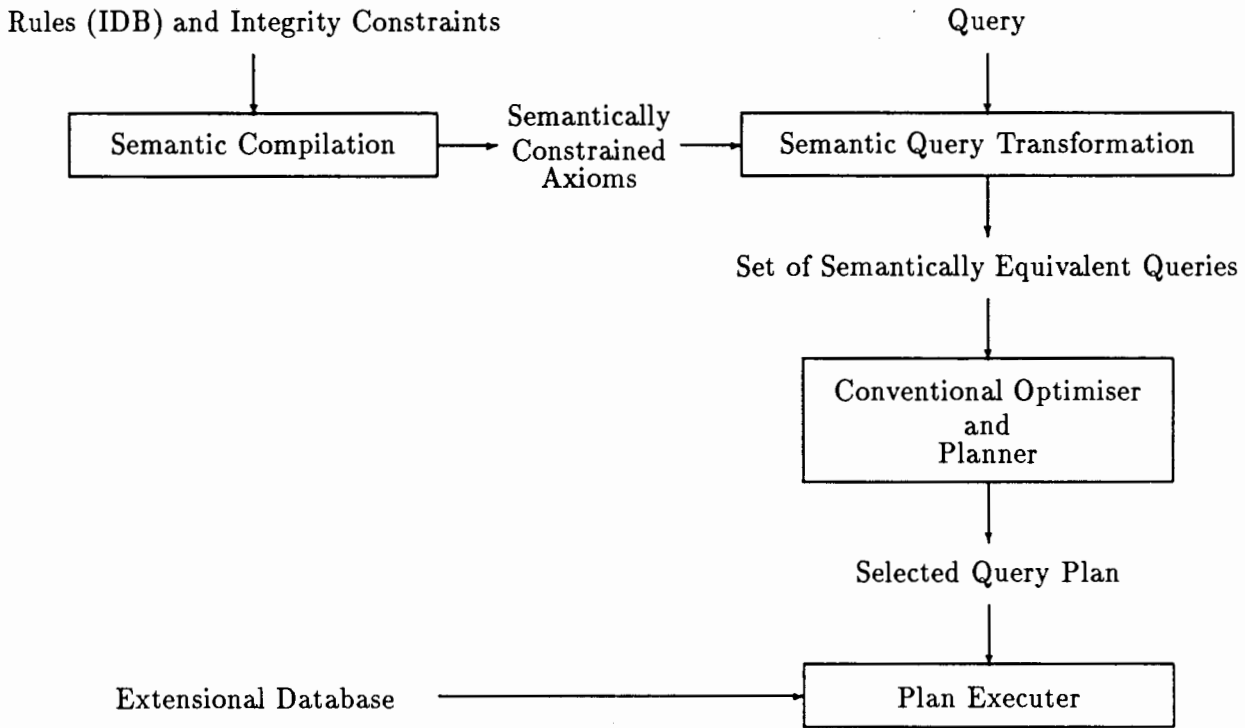 Rules (IDB) and Integrity Constraints
Query
Semantic Compilation
Semantically
Constrained
Axioms
Semantic Query Transformation
Set of Semantically Equivalent Queries
Conventional Optimiser
and
Planner
Selected Query Plan
Extensional Database
Plan Executer